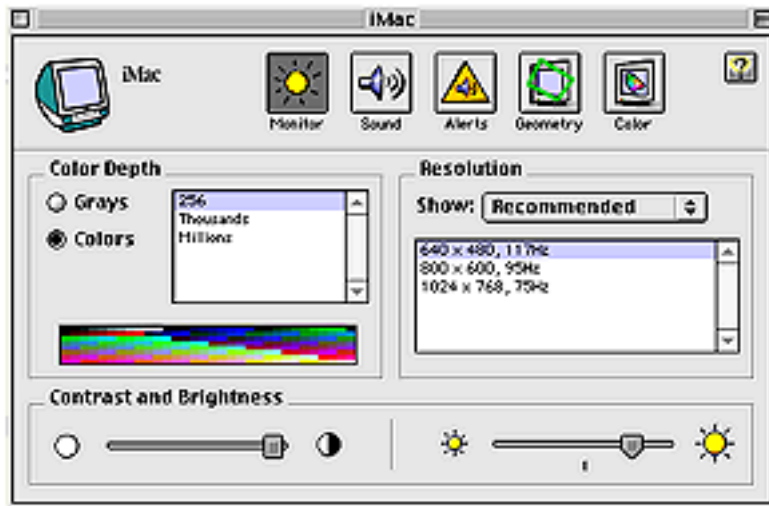 iMac
iMac
Monitor
Sound
Alerts
Geometry
Color
?
Color Depth
Grays
Colors
256
Thousands
Millions
Resolution
Show: Recommended
640 x 480, 117Hz
800 x 600, 95Hz
1024 x 768, 75Hz
Contrast and Brightness